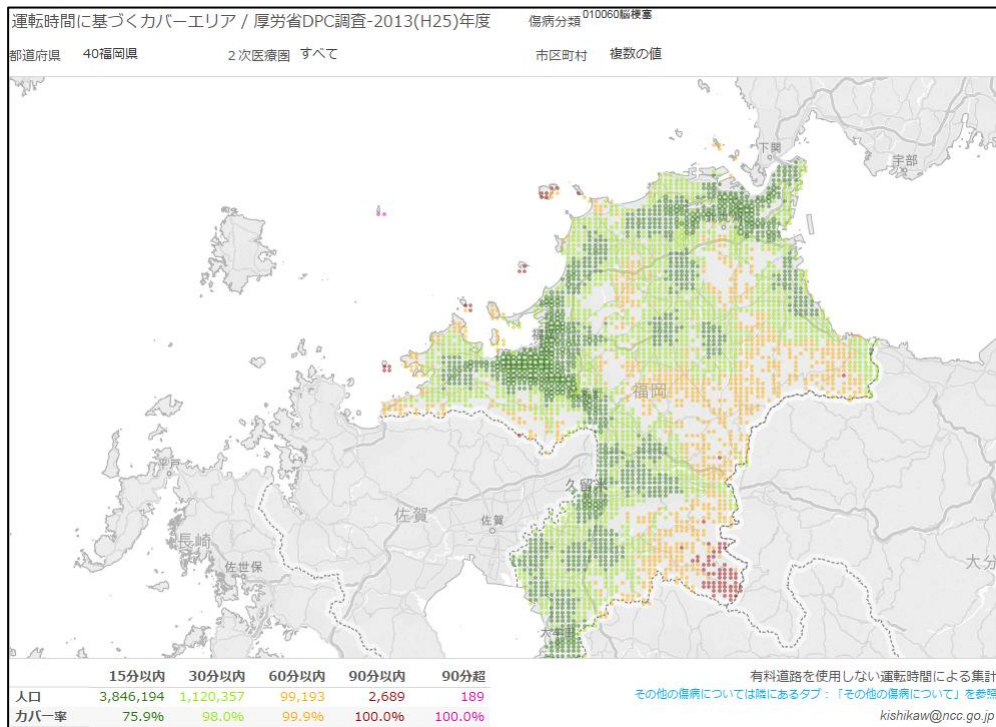 運転時間に基づくカバーエリア / 厚労省DPC調査-2013(H25)年度
傷病分類 010060脳梗塞
都道府県 40福岡県 2次医療圏 すべて 市区町村 複数の値
下関
宇部
福岡
久留米
佐賀
佐賀
長崎
佐世保
大分
大牟田
15分以内 30分以内 60分以内 90分以内 90分超
人口 3,846,194 1,120,357 99,193 2,689 189
カバー率 75.9% 98.0% 99.9% 100.0% 100.0%
有料道路を使用しない運転時間による集計
その他の傷病については隣にあるタブ：「その他の傷病について」を参照
kishikaw@ncc.go.jp